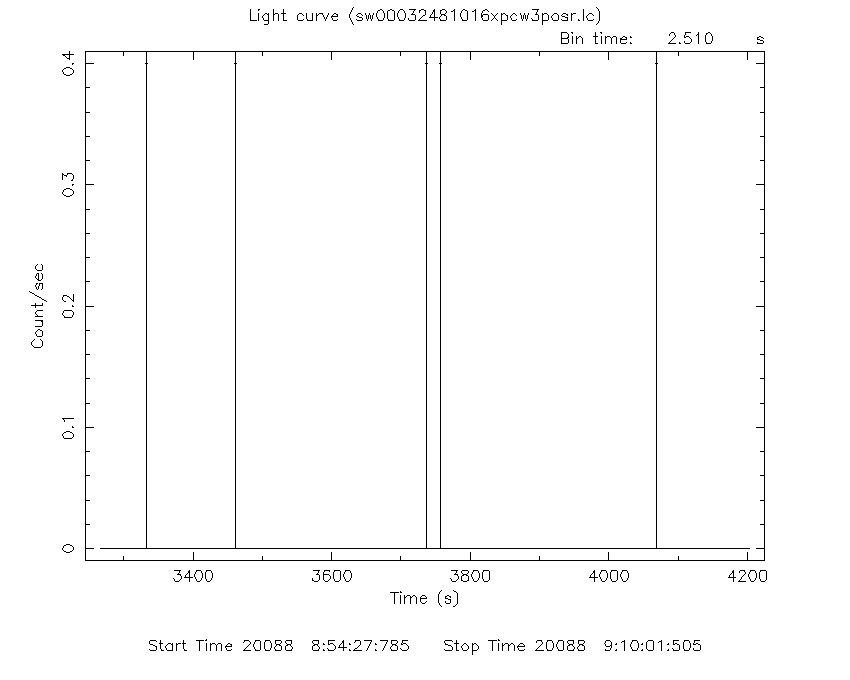 Light curve (sw00032481016xpcw3posr.lc)
Bin time: 2.510 s
0.4
0.3
0.2
0.1
0
Count/sec
3400 3600 3800 4000 4200
Time (s)
Start Time 20088 8:54:27:785 Stop Time 20088 9:10:01:505